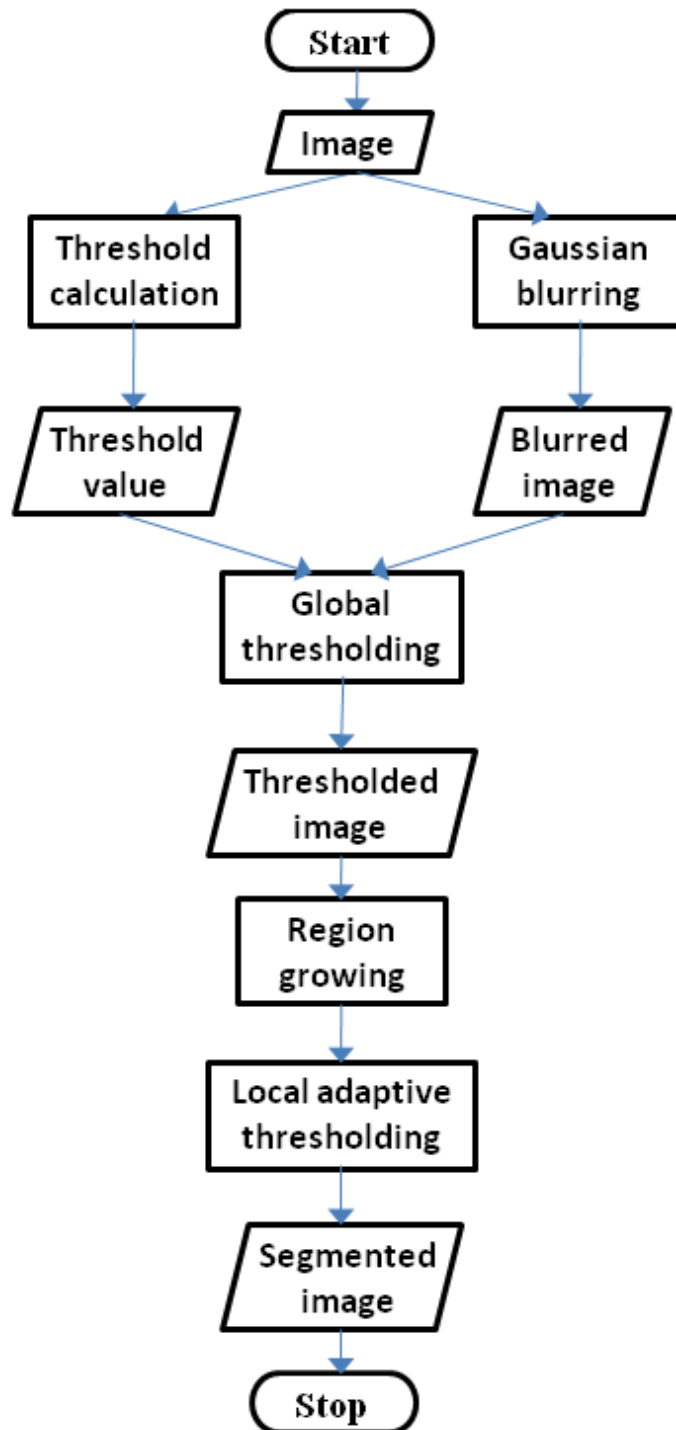 Start
Image
Threshold
calculation
Gaussian
blurring
Threshold
value
Blurred
image
Global
thresholding
Thresholded
image
Region
growing
Local adaptive
thresholding
Segmented
image
Stop